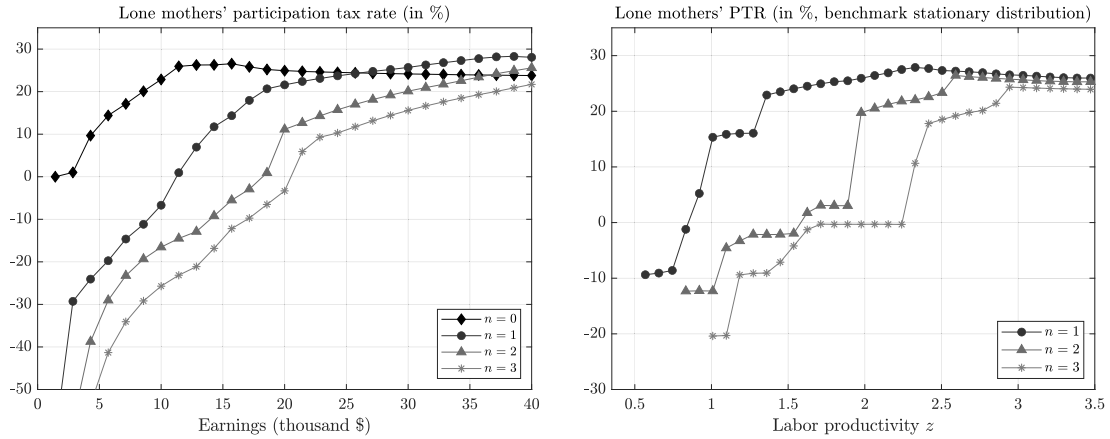 Lone mothers' participation tax rate (in %)
30
20
10
0
-10
-20
-30
-40
-50
0 5 10 15 20 25 30 35 40
Earnings (thousand $)
n = 0
n = 1
n = 2
n = 3
Lone mothers' PTR (in %, benchmark stationary distribution)
30
20
10
0
-10
-20
-30
0.5 1 1.5 2 2.5 3 3.5
Labor productivity z
n = 1
n = 2
n = 3